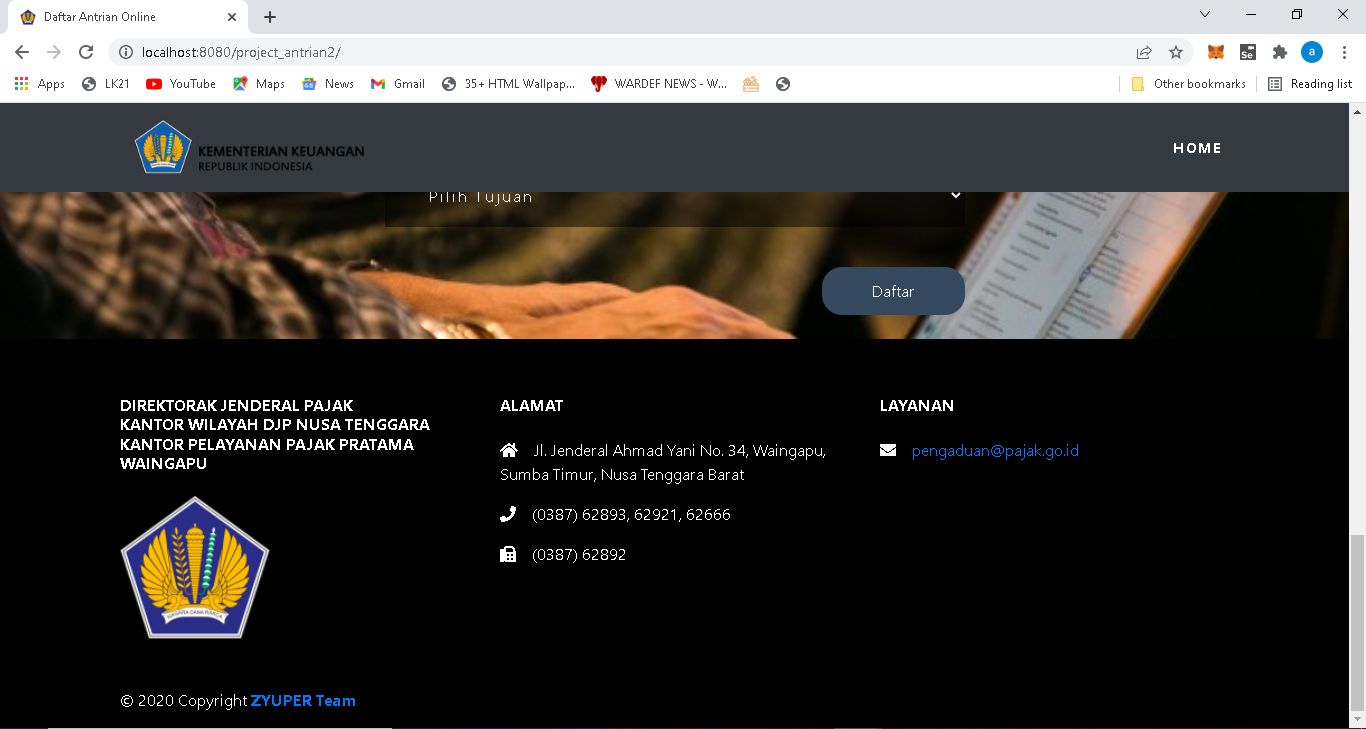 Daftar Antrian Online
localhost:8080/project_antrian2/
a
Apps LK21 YouTube Maps News Gmail 35+ HTML Wallpap... WARDEF NEWS - W... Other bookmarks Reading list
KEMENTERIAN KEUANGAN
REPUBLIK INDONESIA
HOME
Pilih Tujuan
Daftar
DIREKTORAK JENDERAL PAJAK
KANTOR WILAYAH DJP NUSA TENGGARA
KANTOR PELAYANAN PAJAK PRATAMA
WAINGAPU
NAGARA DANA RAKCA
© 2020 Copyright ZYUPER Team
ALAMAT
Jl. Jenderal Ahmad Yani No. 34, Waingapu,
Sumba Timur, Nusa Tenggara Barat
(0387) 62893, 62921, 62666
(0387) 62892
LAYANAN
pengaduan@pajak.go.id